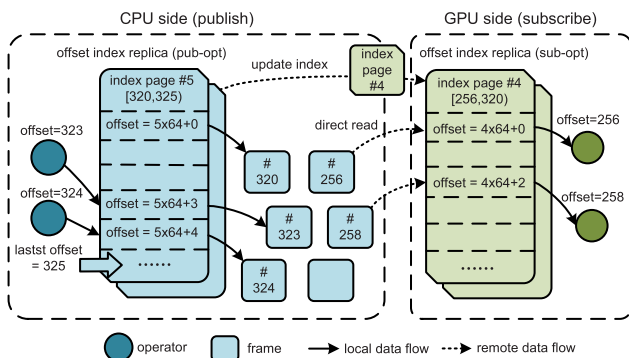 CPU side (publish)
GPU side (subscribe)
offset index replica (pub-opt)
update index
index
page
#4
offset index replica (sub-opt)
index page #5
[320,325)
offset = 5x64+0
offset=323
offset=324
offset = 5x64+3
offset = 5x64+4
lastst offset
= 325
......
#
320
#
256
#
323
#
258
#
324
direct read
index page #4
[256,320)
offset = 4x64+0
offset = 4x64+2
......
offset=256
offset=258
operator
frame
local data flow
remote data flow